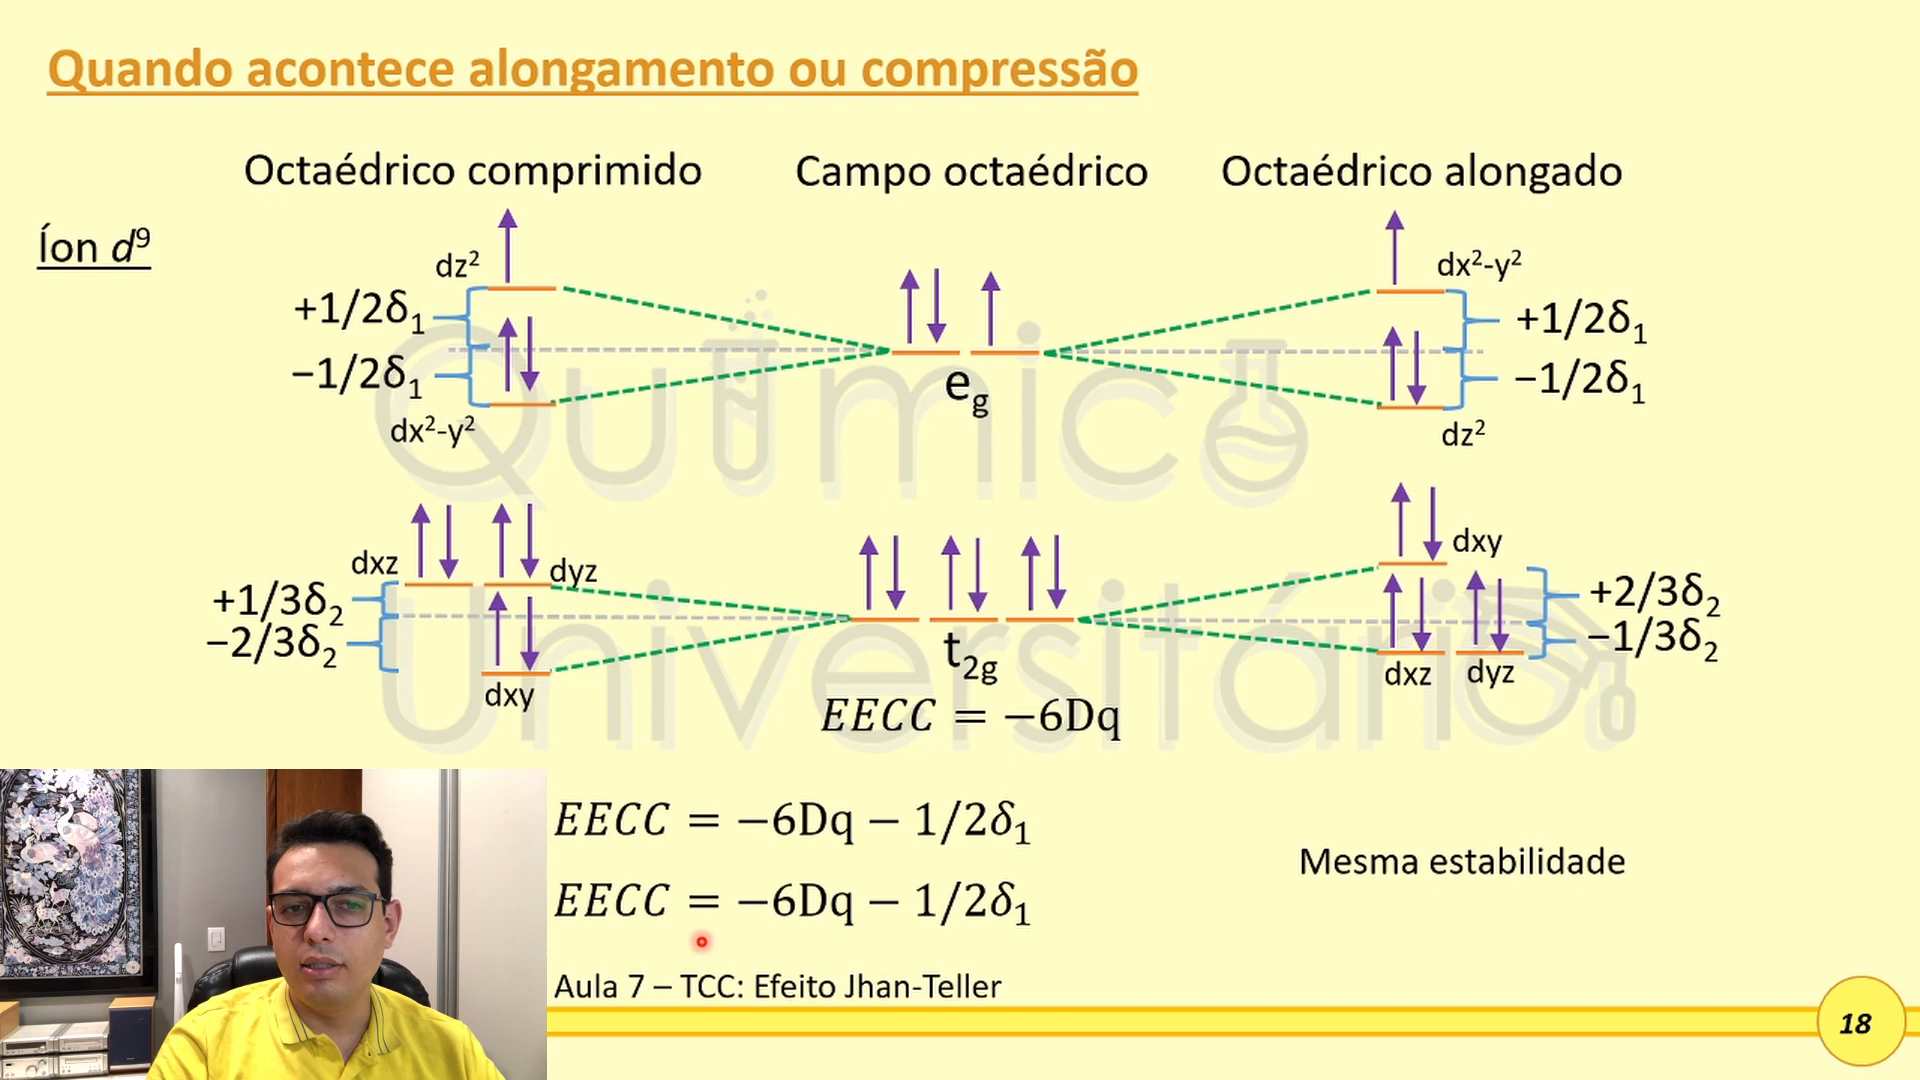 Quando acontece alongamento ou compressão
Octaédrico comprimido
Campo octaédrico
Octaédrico alongado
Íon d⁹
dz²
dx²-y²
+1/2δ₁
−1/2δ₁
dx²-y²
e_g
+1/2δ₁
−1/2δ₁
dz²
Químico
dxz
dyz
dxy
+1/3δ₂
−2/3δ₂
dxy
t₂g
+2/3δ₂
−1/3δ₂
dxz
dyz
Universitário
EECC = −6Dq
EECC = −6Dq − 1/2δ₁
EECC = −6Dq − 1/2δ₁
Mesma estabilidade
Aula 7 – TCC: Efeito Jhan-Teller
18